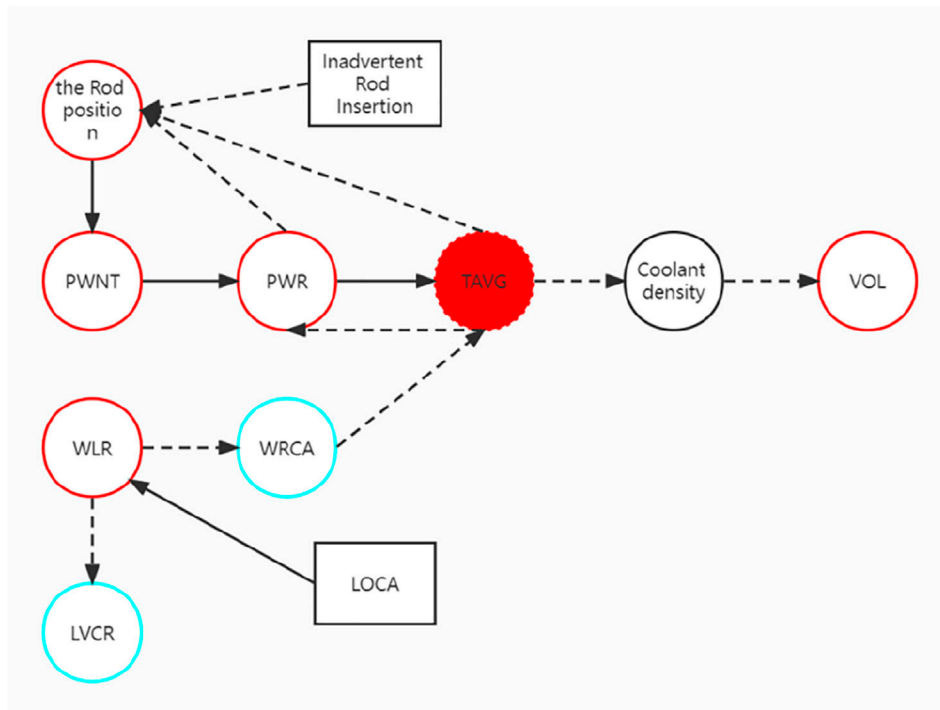 the Rod
positio
n
Inadvertent
Rod
Insertion
PWNT
PWR
TAVG
Coolant
density
VOL
WLR
WRCA
LOCA
LVCR